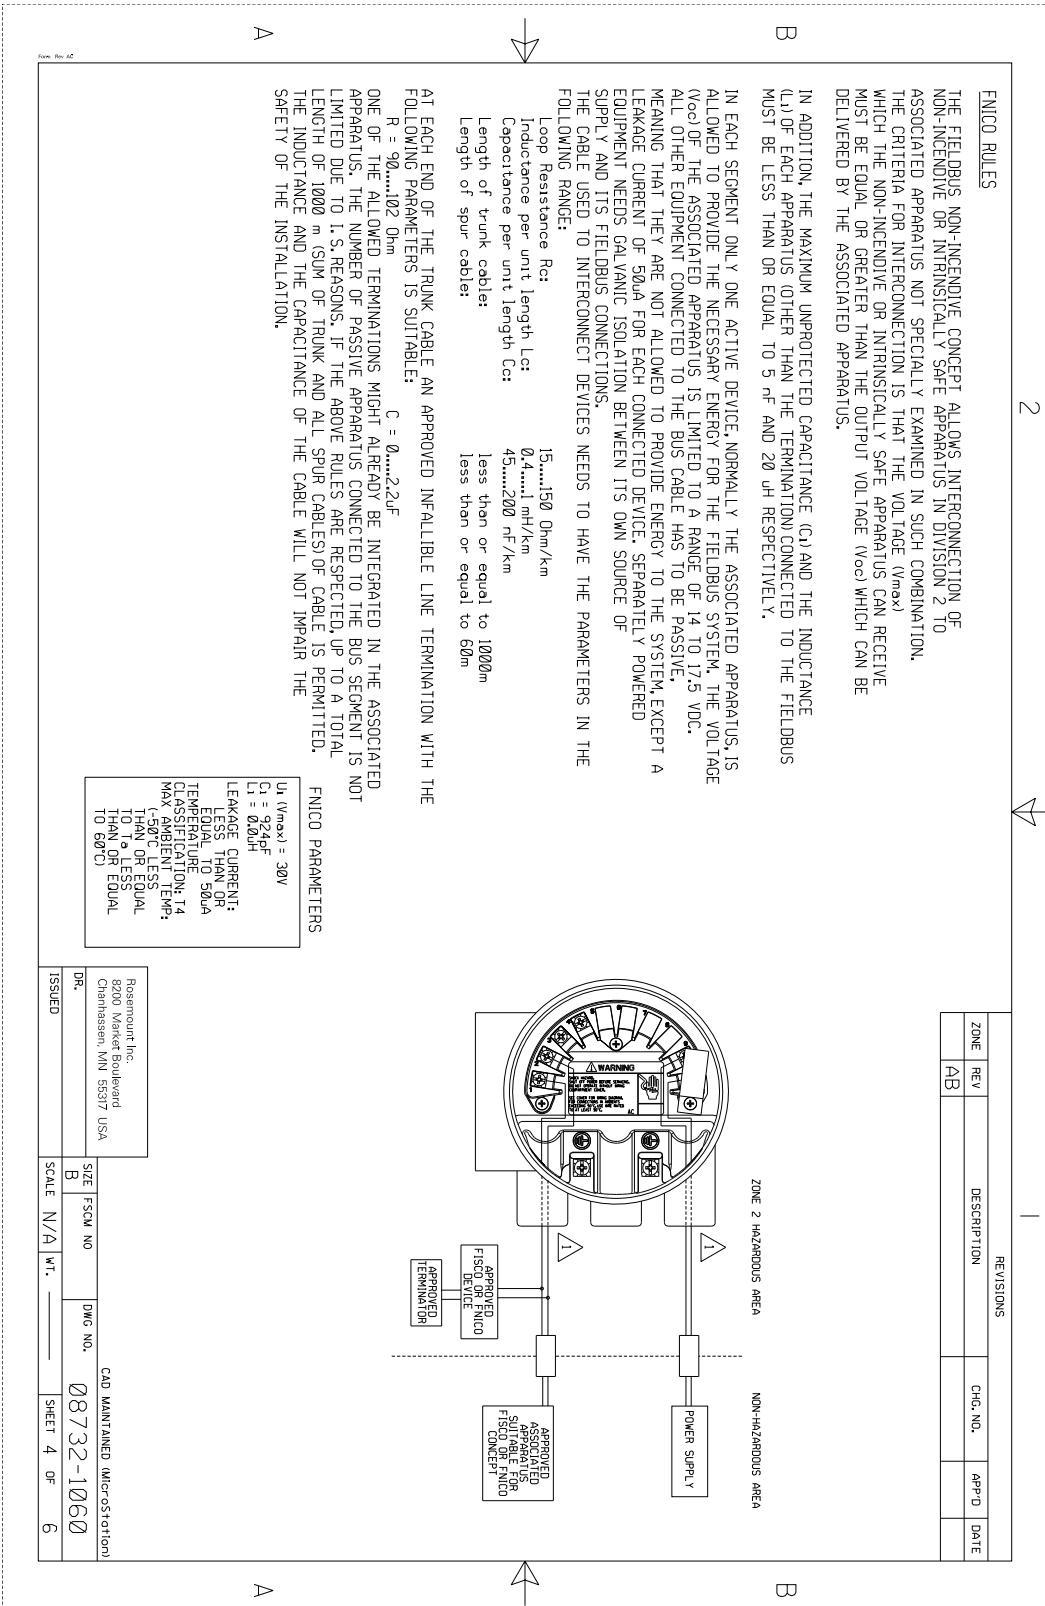 FNICO RULES
THE FIELDBUS NON-INCENDIVE CONCEPT ALLOWS INTERCONNECTION OF
NON-INCENDIVE OR INTRINSICALLY SAFE APPARATUS IN DIVISION 2 TO
ASSOCIATED APPARATUS NOT SPECIALLY EXAMINED IN SUCH COMBINATION.
THE CRITERIA FOR INTERCONNECTION IS THAT THE VOLTAGE (Vmax)
WHICH THE NON-INCENDIVE OR INTRINSICALLY SAFE APPARATUS CAN RECEIVE
MUST BE EQUAL OR GREATER THAN THE OUTPUT VOLTAGE (Voc) WHICH CAN BE
DELIVERED BY THE ASSOCIATED APPARATUS.
IN ADDITION, THE MAXIMUM UNPROTECTED CAPACITANCE (Ci) AND THE INDUCTANCE
(Li) OF EACH APPARATUS (OTHER THAN THE TERMINATION) CONNECTED TO THE FIELDBUS
MUST BE LESS THAN OR EQUAL TO 5 nF AND 20 uH RESPECTIVELY.
IN EACH SEGMENT ONLY ONE ACTIVE DEVICE, NORMALLY THE ASSOCIATED APPARATUS, IS
ALLOWED TO PROVIDE THE NECESSARY ENERGY FOR THE FIELDBUS SYSTEM. THE VOLTAGE
(Voc) OF THE ASSOCIATED APPARATUS IS LIMITED TO A RANGE OF 14 TO 17.5 VDC.
ALL OTHER EQUIPMENT CONNECTED TO THE BUS CABLE HAS TO BE PASSIVE,
MEANING THAT THEY ARE NOT ALLOWED TO PROVIDE ENERGY TO THE SYSTEM, EXCEPT A
LEAKAGE CURRENT OF 50uA FOR EACH CONNECTED DEVICE. SEPARATELY POWERED
EQUIPMENT NEEDS GALVANIC ISOLATION BETWEEN ITS OWN SOURCE OF
SUPPLY AND ITS FIELDBUS CONNECTIONS.
THE CABLE USED TO INTERCONNECT DEVICES NEEDS TO HAVE THE PARAMETERS IN THE
FOLLOWING RANGE:
Loop Resistance Rc: 15.....150 Ohm/km
Inductance per unit length Lc: 0.4.....1 mH/km
Capacitance per unit length Cc: 45.....200 nF/km
Length of trunk cable: less than or equal to 1000m
Length of spur cable: less than or equal to 60m
AT EACH END OF THE TRUNK CABLE AN APPROVED INFALLIBLE LINE TERMINATION WITH THE
FOLLOWING PARAMETERS IS SUITABLE:
R = 90.....102 Ohm C = 0.....2.2uF
ONE OF THE ALLOWED TERMINATIONS MIGHT ALREADY BE INTEGRATED IN THE ASSOCIATED
APPARATUS. THE NUMBER OF PASSIVE APPARATUS CONNECTED TO THE BUS SEGMENT IS NOT
LIMITED DUE TO I.S. REASONS. IF THE ABOVE RULES ARE RESPECTED, UP TO A TOTAL
LENGTH OF 1000 m (SUM OF TRUNK AND ALL SPUR CABLES) OF CABLE IS PERMITTED.
THE INDUCTANCE AND THE CAPACITANCE OF THE CABLE WILL NOT IMPAIR THE
SAFETY OF THE INSTALLATION.
FNICO PARAMETERS
Ui (Vmax) = 30V
Ci = 924pF
Li = 0.0uH
LEAKAGE CURRENT:
LESS THAN OR
EQUAL TO 50uA
TEMPERATURE
CLASSIFICATION: T4
MAX AMBIENT TEMP:
(-50°C LESS
THAN OR EQUAL
TO Ta LESS
THAN OR EQUAL
TO 60°C)
REVISIONS
ZONE REV DESCRIPTION CHG. NO. APP'D DATE
AB
ZONE 2 HAZARDOUS AREA
NON-HAZARDOUS AREA
WARNING
AC
1
1
POWER SUPPLY
APPROVED
FISCO OR FNICO
DEVICE
APPROVED
TERMINATOR
APPROVED
ASSOCIATED
APPARATUS
SUITABLE FOR
FISCO OR FNICO
CONCEPT
Rosemount Inc.
8200 Market Boulevard
Chanhassen, MN 55317 USA
CAD MAINTAINED (MicroStation)
DR.
ISSUED
SIZE B
FSCM NO
DWG NO. 08732-1060
SCALE N/A
WT.
SHEET 4 OF 6
Form Rev AC
2
1
B
A
B
A